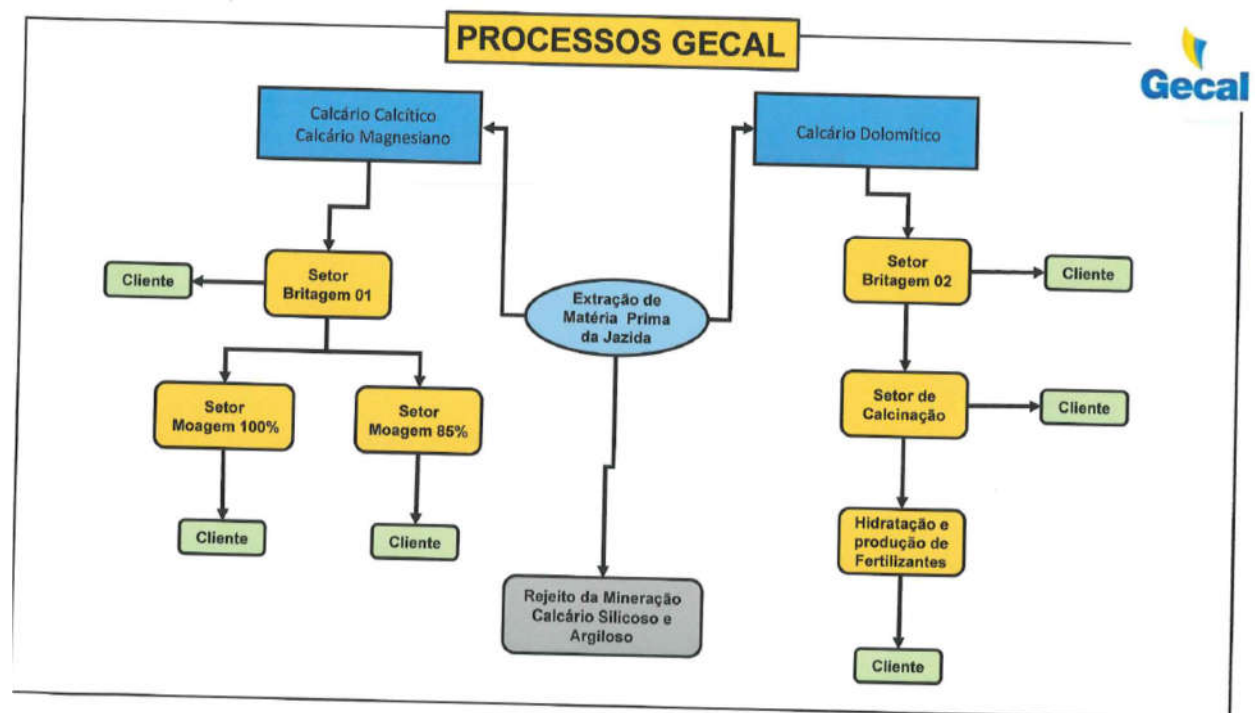 PROCESSOS GECAL
Gecal
Calcário Calcítico
Calcário Magnesiano
Calcário Dolomítico
Setor
Britagem 01
Cliente
Extração de
Matéria Prima
da Jazida
Setor
Britagem 02
Cliente
Setor
Moagem 100%
Setor
Moagem 85%
Setor de
Calcinação
Cliente
Cliente
Cliente
Hidratação e
produção de
Fertilizantes
Rejeito da Mineração
Calcário Silicoso e
Argiloso
Cliente